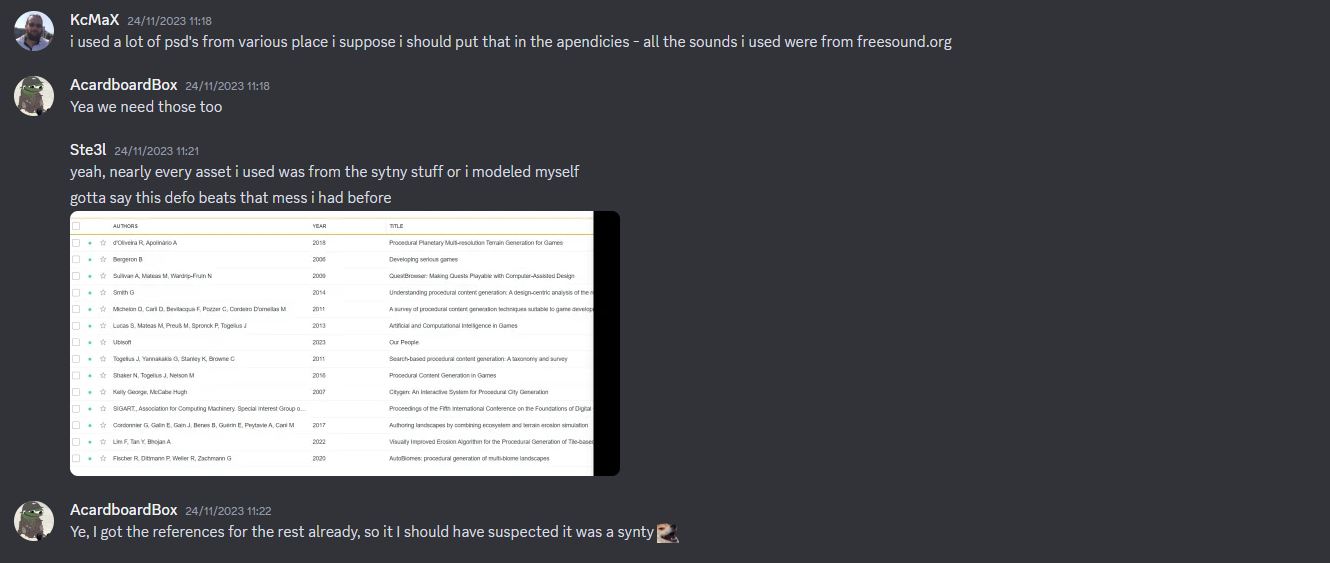 KcMaX 24/11/2023 11:18
i used a lot of psd's from various place i suppose i should put that in the apendicies - all the sounds i used were from freesound.org
AcardboardBox 24/11/2023 11:18
Yea we need those too
Ste3l 24/11/2023 11:21
yeah, nearly every asset i used was from the sytny stuff or i modeled myself
gotta say this defo beats that mess i had before
AUTHORS YEAR TITLE
d'Oliveira R, Apolinário A 2018 Procedural Planetary Multi-resolution Terrain Generation for Games
Bergeron B 2006 Developing serious games
Sullivan A, Mateas M, Wardrip-Fruin N 2009 QuestBrowser: Making Quests Playable with Computer-Assisted Design
Smith G 2014 Understanding procedural content generation: A design-centric analysis of the r
Michelon D, Carli D, Bevilacqua F, Pozzer C, Cordeiro D'ornellas M 2011 A survey of procedural content generation techniques suitable to game develop
Lucas S, Mateas M, Preuß M, Spronck P, Togelius J 2013 Artificial and Computational Intelligence in Games
Ubisoft 2023 Our People
Togelius J, Yannakakis G, Stanley K, Browne C 2011 Search-based procedural content generation: A taxonomy and survey
Shaker N, Togelius J, Nelson M 2016 Procedural Content Generation in Games
Kelly George, McCabe Hugh 2007 Citygen: An Interactive System for Procedural City Generation
SIGART., Association for Computing Machinery. Special Interest Group o... Proceedings of the Fifth International Conference on the Foundations of Digital
Cordonnier G, Galin E, Gain J, Benes B, Guérin E, Peytavie A, Cani M 2017 Authoring landscapes by combining ecosystem and terrain erosion simulation
Lim F, Tan Y, Bhojan A 2022 Visually Improved Erosion Algorithm for the Procedural Generation of Tile-based
Fischer R, Dittmann P, Weller R, Zachmann G 2020 AutoBiomes: procedural generation of multi-biome landscapes
AcardboardBox 24/11/2023 11:22
Ye, I got the references for the rest already, so it I should have suspected it was a synty